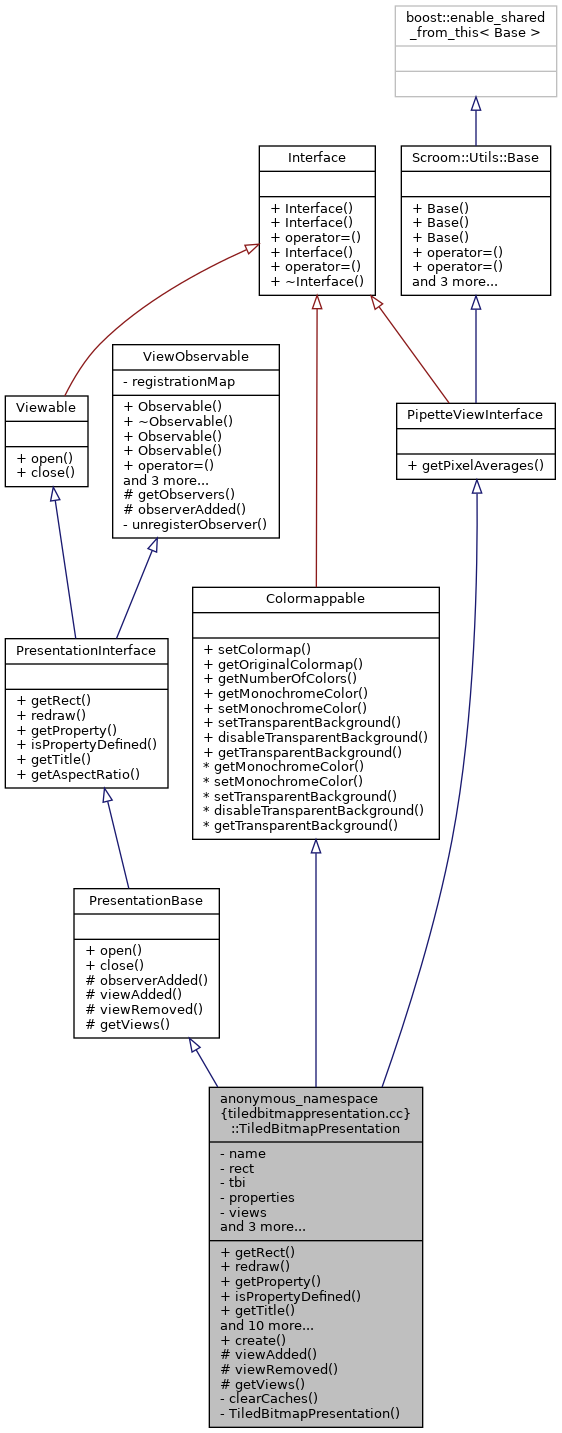 boost::enable_shared
_from_this< Base >
Interface
+ Interface()
+ Interface()
+ operator=()
+ Interface()
+ operator=()
+ ~Interface()
Scroom::Utils::Base
+ Base()
+ Base()
+ Base()
+ operator=()
+ operator=()
and 3 more...
ViewObservable
- registrationMap
+ Observable()
+ ~Observable()
+ Observable()
+ Observable()
+ operator=()
and 3 more...
# getObservers()
# observerAdded()
- unregisterObserver()
Viewable
+ open()
+ close()
PipetteViewInterface
+ getPixelAverages()
Colormappable
+ setColormap()
+ getOriginalColormap()
+ getNumberOfColors()
+ getMonochromeColor()
+ setMonochromeColor()
+ setTransparentBackground()
+ disableTransparentBackground()
+ getTransparentBackground()
* getMonochromeColor()
* setMonochromeColor()
* setTransparentBackground()
* disableTransparentBackground()
* getTransparentBackground()
PresentationInterface
+ getRect()
+ redraw()
+ getProperty()
+ isPropertyDefined()
+ getTitle()
+ getAspectRatio()
PresentationBase
+ open()
+ close()
# observerAdded()
# viewAdded()
# viewRemoved()
# getViews()
anonymous_namespace
{tiledbitmappresentation.cc}
::TiledBitmapPresentation
- name
- rect
- tbi
- properties
- views
and 3 more...
+ getRect()
+ redraw()
+ getProperty()
+ isPropertyDefined()
+ getTitle()
and 10 more...
+ create()
# viewAdded()
# viewRemoved()
# getViews()
- clearCaches()
- TiledBitmapPresentation()